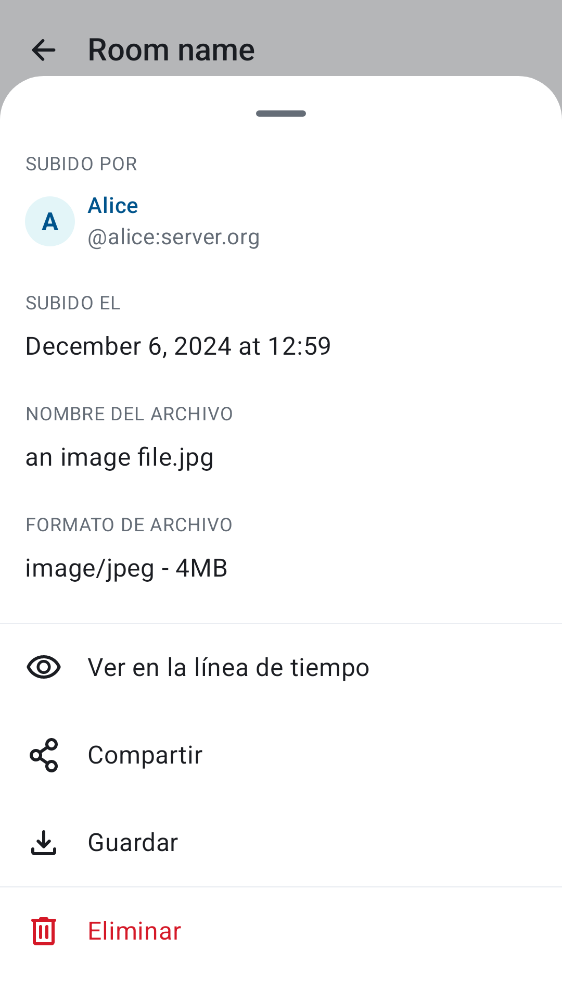 Room name
SUBIDO POR
A
Alice
@alice:server.org
SUBIDO EL
December 6, 2024 at 12:59
NOMBRE DEL ARCHIVO
an image file.jpg
FORMATO DE ARCHIVO
image/jpeg - 4MB
Ver en la línea de tiempo
Compartir
Guardar
Eliminar